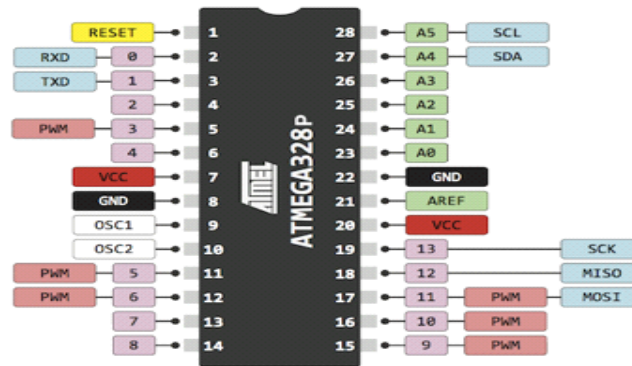 RESET 1 28 A5 SCL
RXD 0 2 27 A4 SDA
TXD 1 3 26 A3
2 4 25 A2
PWM 3 5 24 A1
4 6 23 A0
VCC 7 22 GND
GND 8 21 AREF
OSC1 9 20 VCC
OSC2 10 19 13 SCK
PWM 5 11 18 12 MISO
PWM 6 12 17 11 PWM MOSI
7 13 16 10 PWM
8 14 15 9 PWM
ATMEL
ATMEGA328P